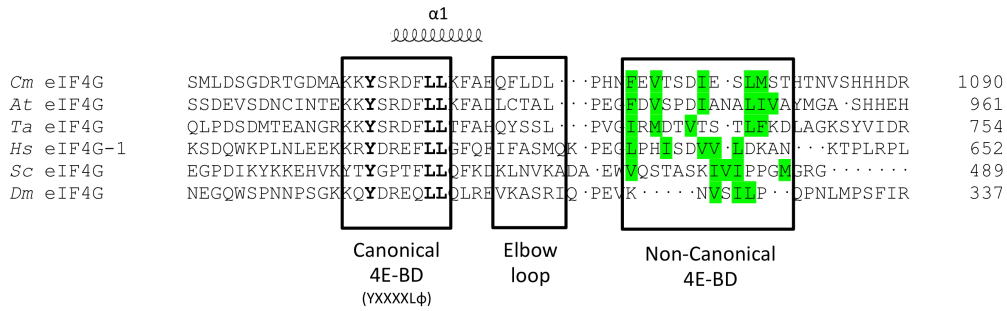 α1
Cm eIF4G SMLDSGDRTGDMAKKYSRDFLLKFAEQFLDL···PHNFEVTSDIE·SLMSTHTNVSHHHDR 1090
At eIF4G SSDEVSDNCINTEKKYSRDFLLKFADLCTAL···PEGFDVSPDIANALIVAYMGA·SHHEH 961
Ta eIF4G QLPDSDMTEANGRKKYSRDFLLTFAHQYSSL···PVGIRMDTVTS·TLFKDLAGKSYVIDR 754
Hs eIF4G-1 KSDQWKPLNLEEKKRYDREFLLGFQFIFASMQK·PEGLPHISDVV·LDKAN···KTPLRPL 652
Sc eIF4G EGPDIKYKKEHVKYTYGPTFLLQFKDKLNVKADA·EWVQSTASKIVIPPGMGRG······· 489
Dm eIF4G NEGQWSPNNPSGKKQYDREQLLQLREVKASRIQ·PEVK·····NVSILP··QPNLMPSFIR 337
Canonical
4E-BD
(YXXXXLϕ)
Elbow
loop
Non-Canonical
4E-BD